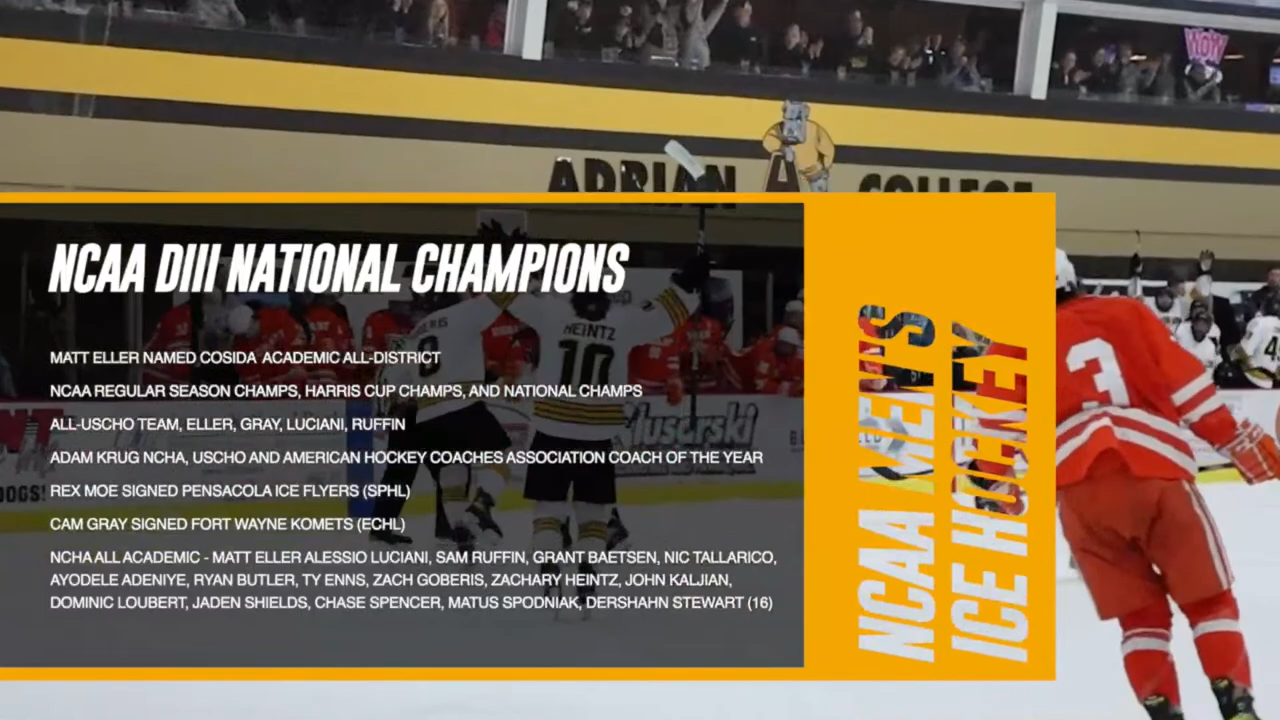 WOW
ADRIAN A COLLEGE
NCAA DIII NATIONAL CHAMPIONS
MATT ELLER NAMED COSIDA ACADEMIC ALL-DISTRICT
NCAA REGULAR SEASON CHAMPS, HARRIS CUP CHAMPS, AND NATIONAL CHAMPS
ALL-USCHO TEAM, ELLER, GRAY, LUCIANI, RUFFIN
ADAM KRUG NCHA, USCHO AND AMERICAN HOCKEY COACHES ASSOCIATION COACH OF THE YEAR
REX MOE SIGNED PENSACOLA ICE FLYERS (SPHL)
CAM GRAY SIGNED FORT WAYNE KOMETS (ECHL)
NCHA ALL ACADEMIC - MATT ELLER ALESSIO LUCIANI, SAM RUFFIN, GRANT BAETSEN, NIC TALLARICO,
AYODELE ADENIYE, RYAN BUTLER, TY ENNS, ZACH GOBERIS, ZACHARY HEINTZ, JOHN KALJIAN,
DOMINIC LOUBERT, JADEN SHIELDS, CHASE SPENCER, MATUS SPODNIAK, DERSHAHN STEWART (16)
HEINTZ
10
8
DOGS!
NCAA MEN'S
ICE HOCKEY
3